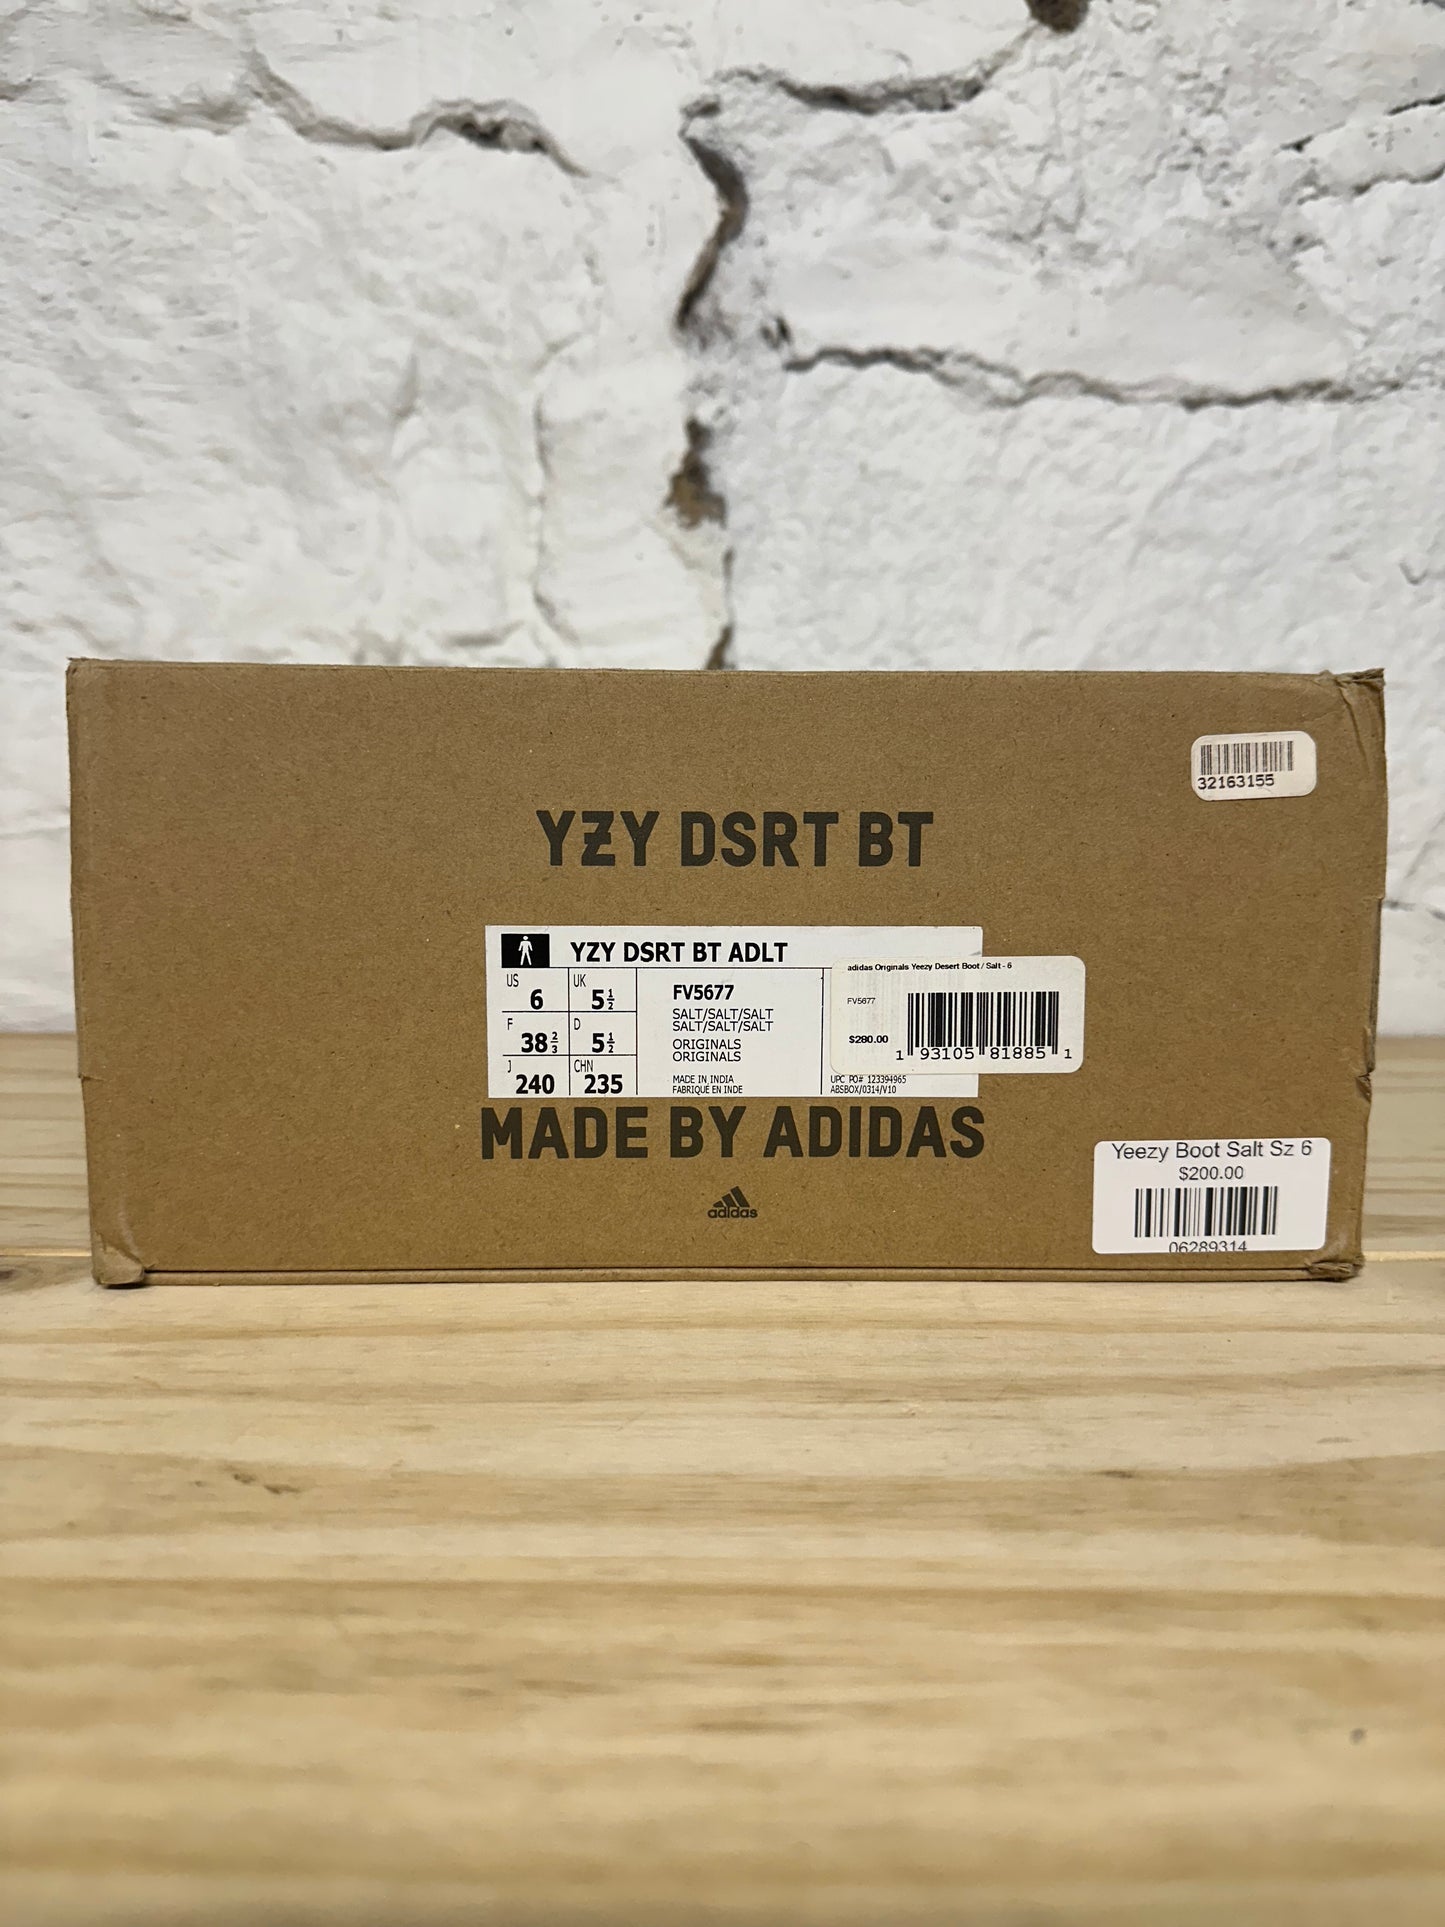 32163155
YZY DSRT BT
YZY DSRT BT ADLT
US 6
UK 5½
F 38⅔
D 5½
J 240
CHN 235
FV5677
SALT/SALT/SALT
SALT/SALT/SALT
ORIGINALS
ORIGINALS
MADE IN INDIA
FABRIQUÉ EN INDE
UPC PO# 123394965
ABSBOX/0314/V10
adidas Originals Yeezy Desert Boot / Salt - 6
FV5677
$280.00
1 93105 81885 1
MADE BY ADIDAS
adidas
Yeezy Boot Salt Sz 6
$200.00
06289314